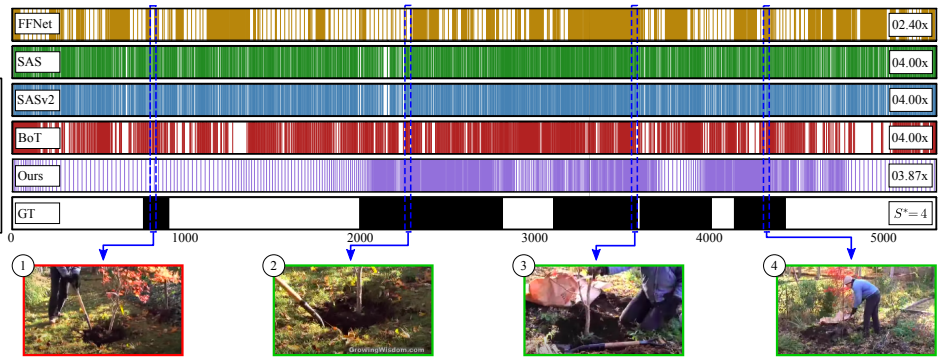 FFNet 02.40x
SAS 04.00x
SASv2 04.00x
BoT 04.00x
Ours 03.87x
GT S*= 4
0 1000 2000 3000 4000 5000
1 2 3 4
GrowingWisdom.com